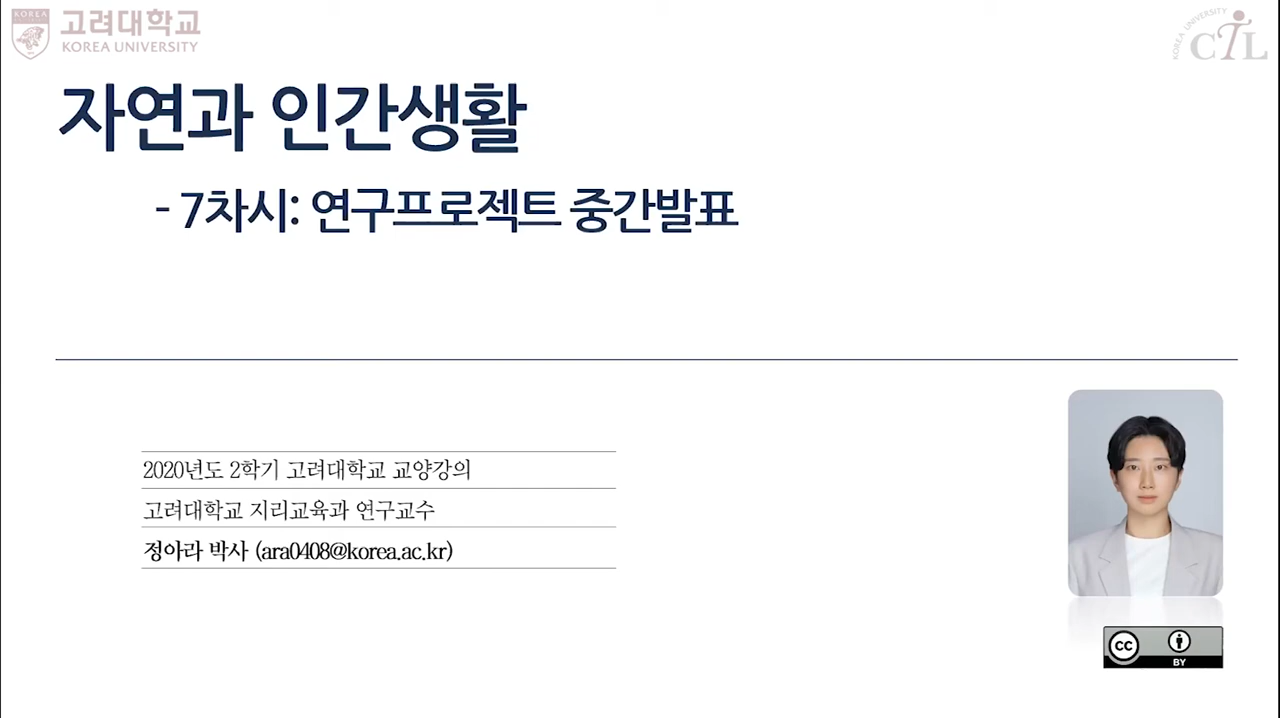 KOREA
고려대학교
KOREA UNIVERSITY
KOREA UNIVERSITY
CTL
자연과 인간생활
- 7차시: 연구프로젝트 중간발표
2020년도 2학기 고려대학교 교양강의
고려대학교 지리교육과 연구교수
정아라 박사 (ara0408@korea.ac.kr)
cc
BY